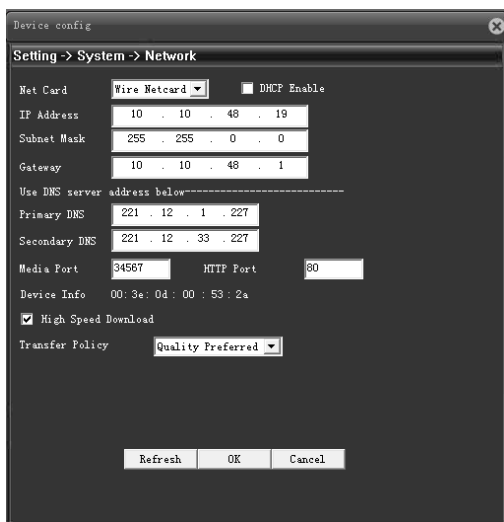 Device config
Setting -> System -> Network
Net Card Wire Netcard DHCP Enable
IP Address 10 . 10 . 48 . 19
Subnet Mask 255 . 255 . 0 . 0
Gateway 10 . 10 . 48 . 1
Use DNS server address below----------------------------
Primary DNS 221 . 12 . 1 . 227
Secondary DNS 221 . 12 . 33 . 227
Media Port 34567 HTTP Port 80
Device Info 00: 3e: 0d: 00 : 53 : 2a
High Speed Download
Transfer Policy Quality Preferred
Refresh OK Cancel